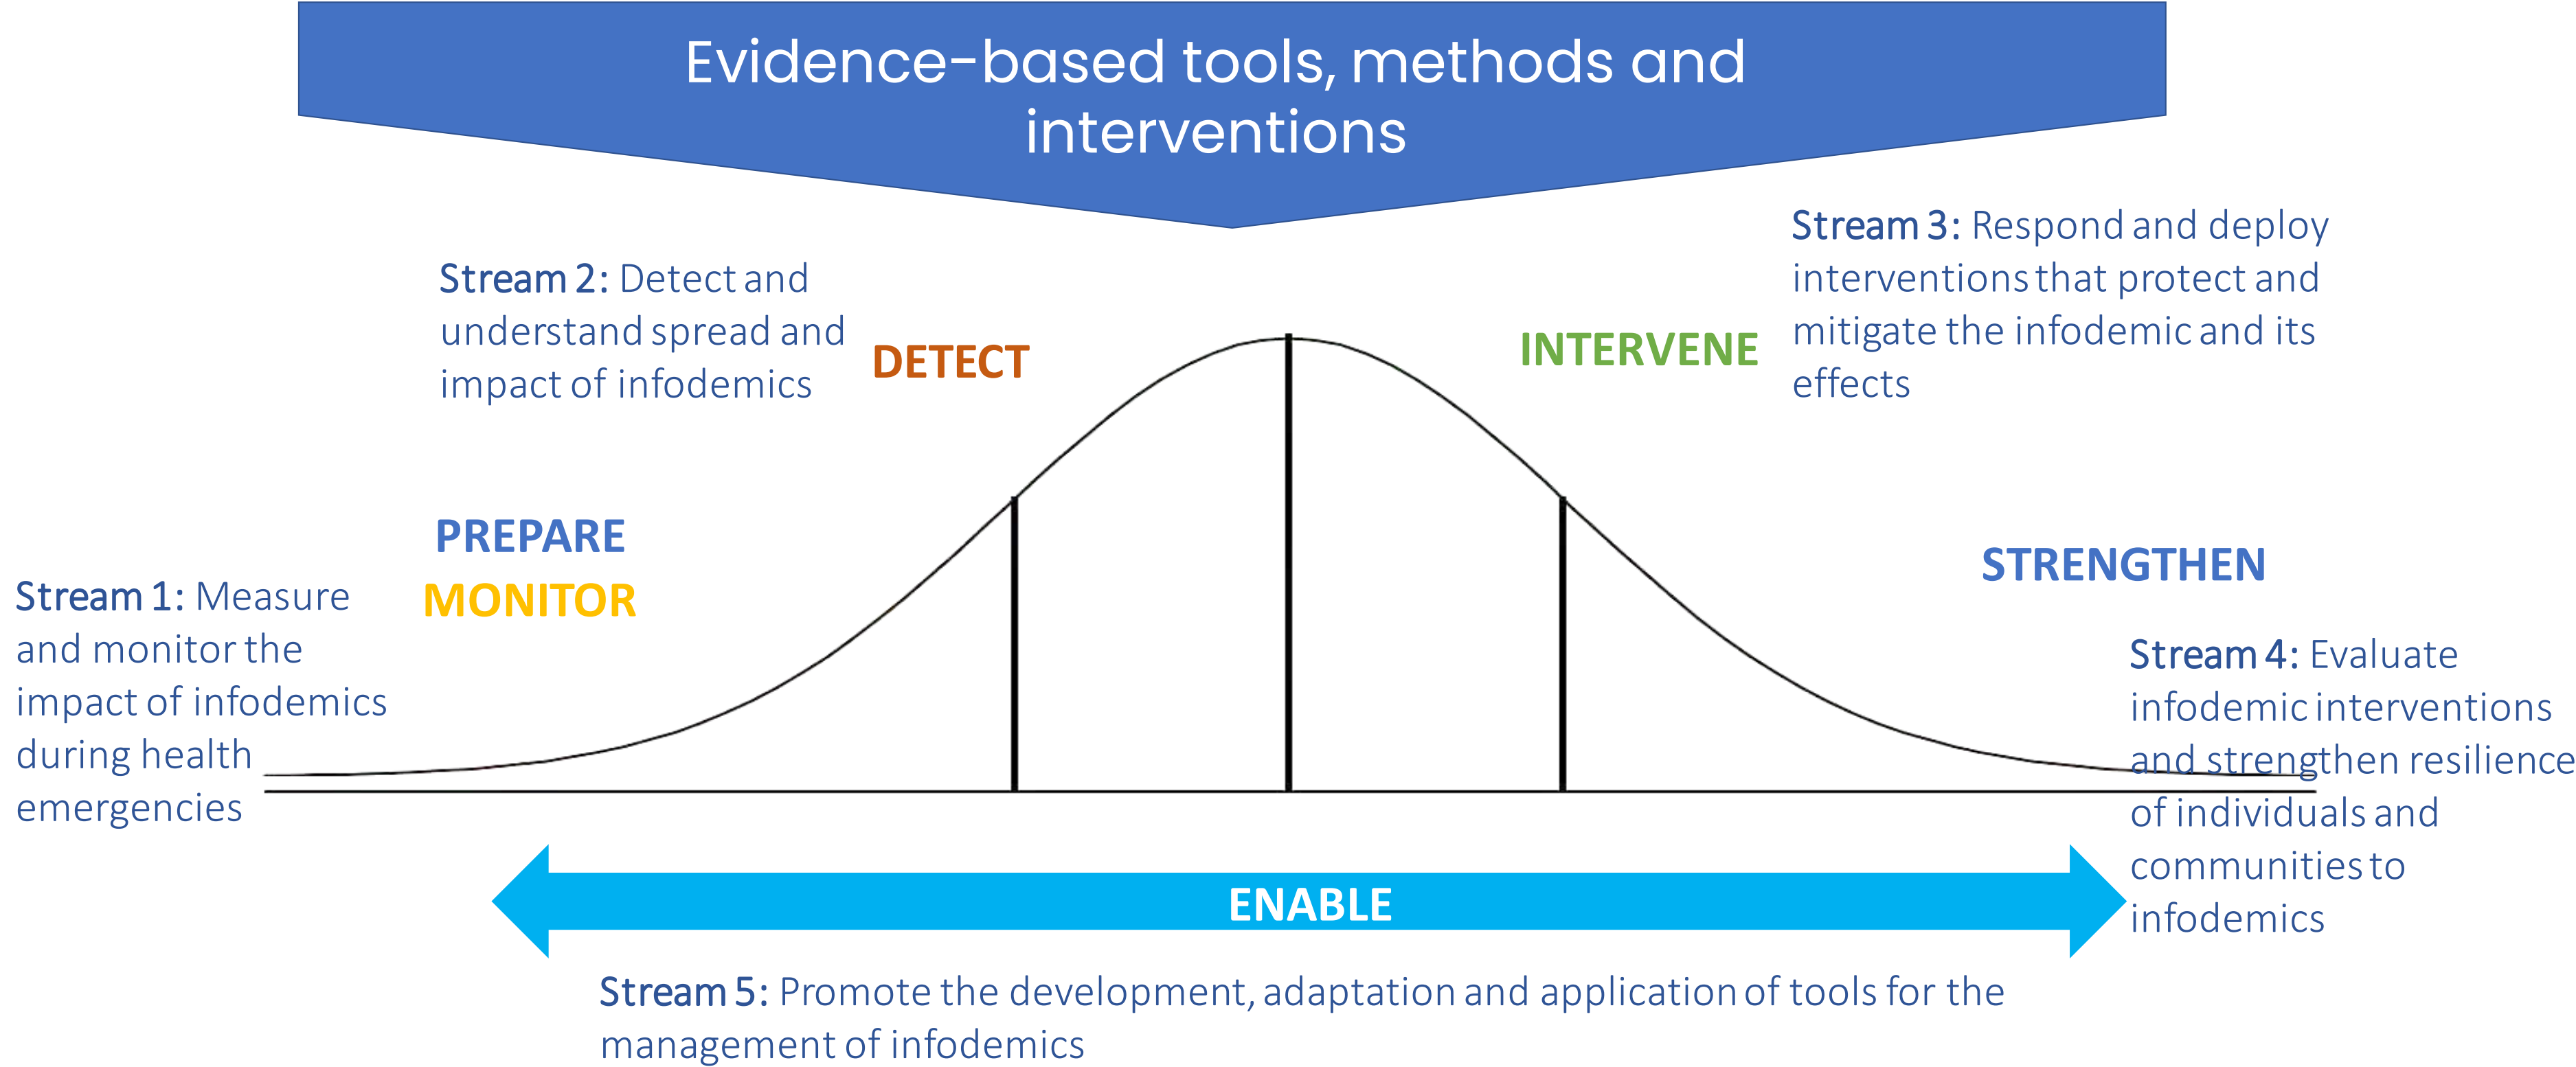 Evidence-based tools, methods and
interventions
Stream 2: Detect and
understand spread and
impact of infodemics
DETECT
INTERVENE
Stream 3: Respond and deploy
interventions that protect and
mitigate the infodemic and its
effects
PREPARE
MONITOR
Stream 1: Measure
and monitor the
impact of infodemics
during health
emergencies
STRENGTHEN
Stream 4: Evaluate
infodemic interventions
and strengthen resilience
of individuals and
communities to
infodemics
ENABLE
Stream 5: Promote the development, adaptation and application of tools for the
management of infodemics